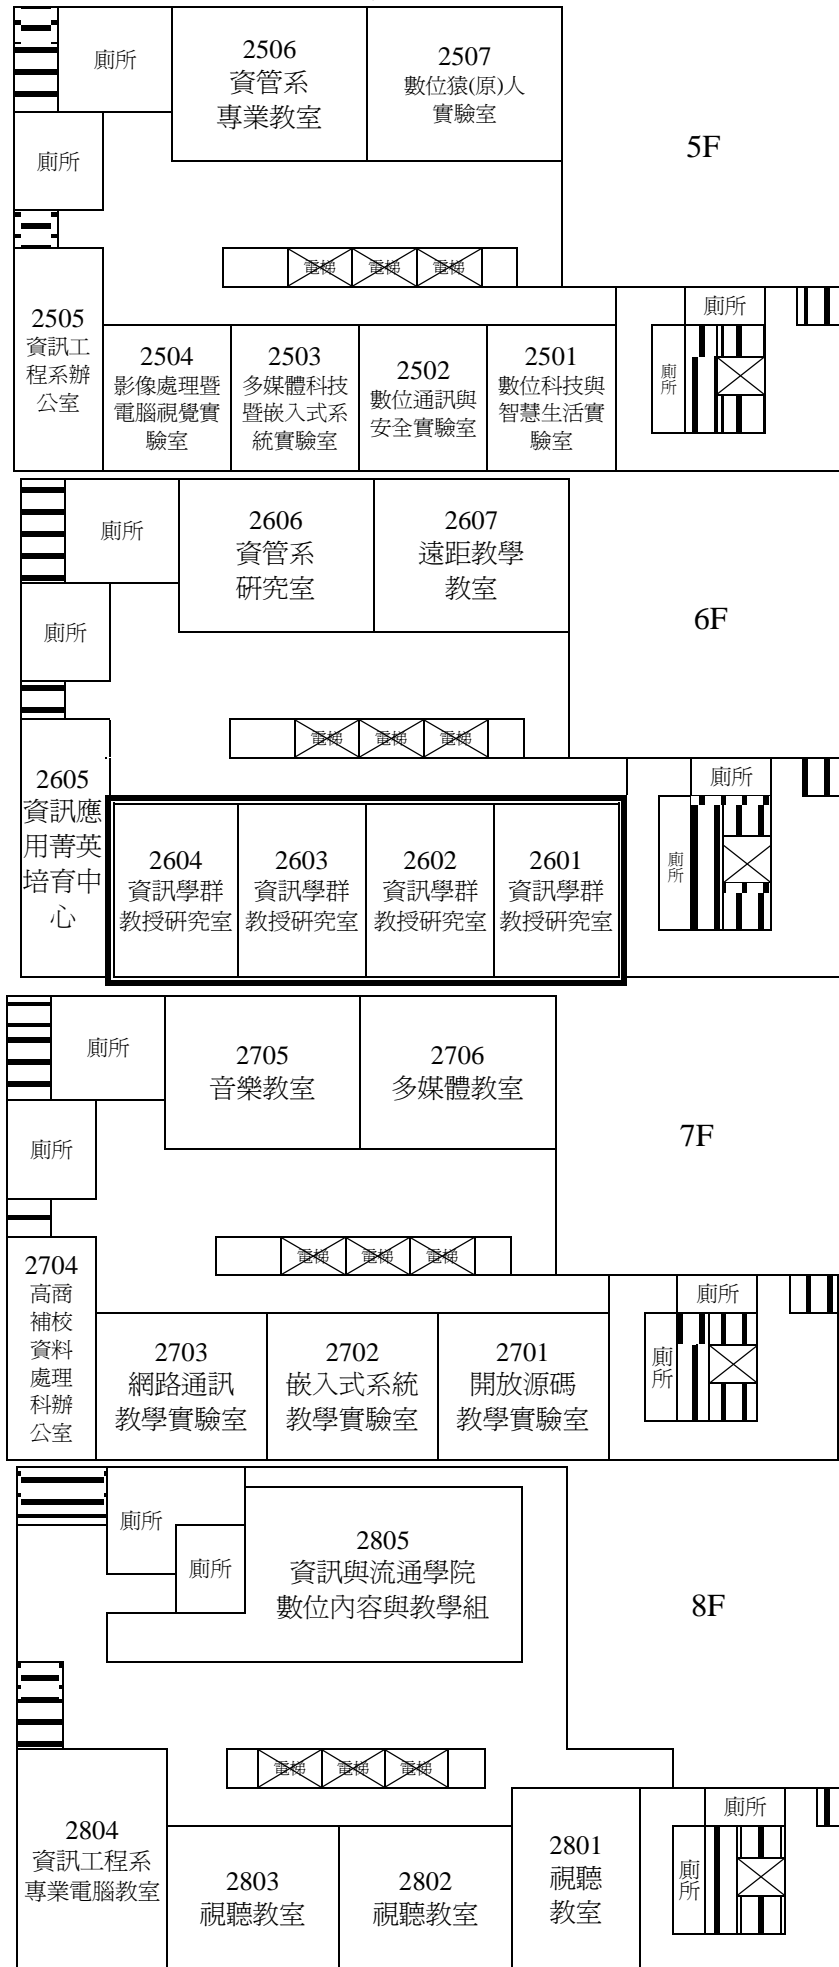 廁所
2506
資管系
專業教室
2507
數位猿(原)人
實驗室
5F
廁所
電梯
電梯
電梯
2505
資訊工
程系辦
公室
2504
影像處理暨
電腦視覺實
驗室
2503
多媒體科技
暨嵌入式系
統實驗室
2502
數位通訊與
安全實驗室
2501
數位科技與
智慧生活實
驗室
廁所
廁所
廁所
2606
資管系
研究室
2607
遠距教學
教室
6F
廁所
電梯
電梯
電梯
2605
資訊應
用菁英
培育中
心
2604
資訊學群
教授研究室
2603
資訊學群
教授研究室
2602
資訊學群
教授研究室
2601
資訊學群
教授研究室
廁所
廁所
廁所
2705
音樂教室
2706
多媒體教室
7F
廁所
電梯
電梯
電梯
2704
高商
補校
資料
處理
科辦
公室
2703
網路通訊
教學實驗室
2702
嵌入式系統
教學實驗室
2701
開放源碼
教學實驗室
廁所
廁所
廁所
廁所
2805
資訊與流通學院
數位內容與教學組
8F
電梯
電梯
電梯
2804
資訊工程系
專業電腦教室
2803
視聽教室
2802
視聽教室
2801
視聽
教室
廁所
廁所